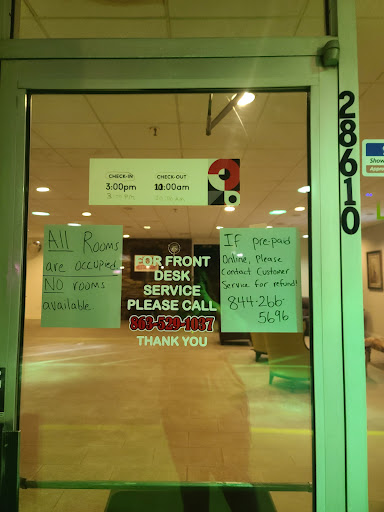 CHECK-IN CHECK-OUT
3:00pm 10:00am
28610
All Rooms
are occupied
NO rooms
available
FOR FRONT
DESK
SERVICE
PLEASE CALL
863-529-1037
THANK YOU
IF pre-paid
Online, Please
Contact Customer
Service for refund!
844-266-
5696
Show